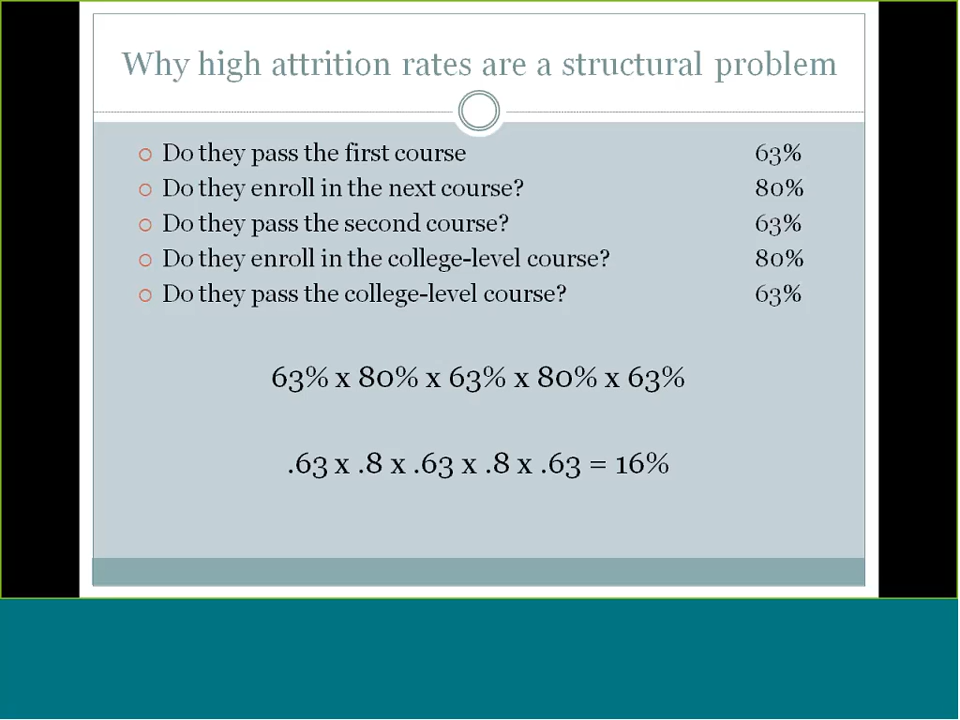 Why high attrition rates are a structural problem
Do they pass the first course 63%
Do they enroll in the next course? 80%
Do they pass the second course? 63%
Do they enroll in the college-level course? 80%
Do they pass the college-level course? 63%
63% x 80% x 63% x 80% x 63%
.63 x .8 x .63 x .8 x .63 = 16%